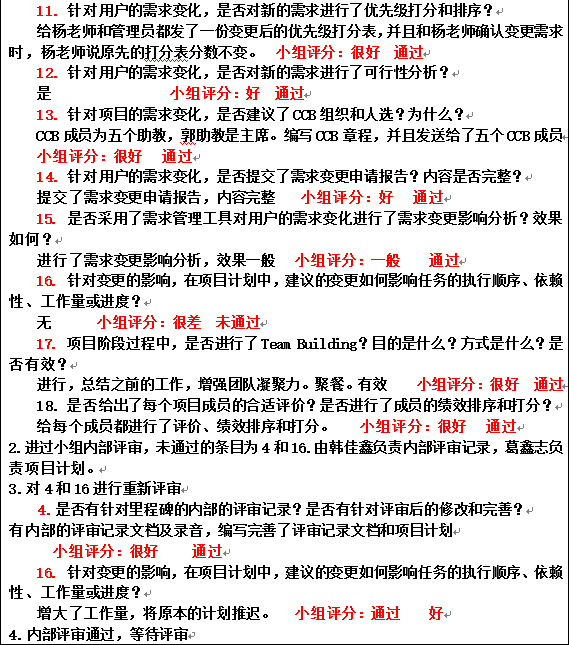 11. 针对用户的需求变化，是否对新的需求进行了优先级打分和排序？
给杨老师和管理员都发了一份变更后的优先级打分表，并且和杨老师确认变更需求
时，杨老师说原先的打分表分数不变。 小组评分：很好 通过
12. 针对用户的需求变化，是否对新的需求进行了可行性分析？
是 小组评分：好 通过
13. 针对项目的需求变化，是否建议了 CCB 组织和人选？为什么？
CCB 成员为五个助教，郭助教是主席。编写 CCB 章程，并且发送给了五个 CCB 成员
小组评分：很好 通过
14. 针对用户的需求变化，是否提交了需求变更申请报告？内容是否完整？
提交了需求变更申请报告，内容完整 小组评分：好 通过
15. 是否采用了需求管理工具对用户的需求变化进行了需求变更影响分析？效果
如何？
进行了需求变更影响分析，效果一般 小组评分：一般 通过
16. 针对变更的影响，在项目计划中，建议的变更如何影响任务的执行顺序、依赖
性、工作量或进度？
无 小组评分：很差 未通过
17. 项目阶段过程中，是否进行了 Team Building？目的是什么？方式是什么？是
否有效？
进行，总结之前的工作，增强团队凝聚力。聚餐。有效 小组评分：很好 通过
18. 是否给出了每个项目成员的合适评价？是否进行了成员的绩效排序和打分？
给每个成员都进行了评价、绩效排序和打分。 小组评分：很好 通过
2.进过小组内部评审，未通过的条目为 4 和 16.由韩佳鑫负责内部评审记录，葛鑫志负
责项目计划。
3.对 4 和 16 进行重新评审
4.是否有针对里程碑的内部的评审记录？是否有针对评审后的修改和完善？
有内部的评审记录文档及录音，编写完善了评审记录文档和项目计划
小组评分：很好 通过
16. 针对变更的影响，在项目计划中，建议的变更如何影响任务的执行顺序、依赖
性、工作量或进度？
增大了工作量，将原本的计划推迟。 小组评分：通过 好
4.内部评审通过，等待评审